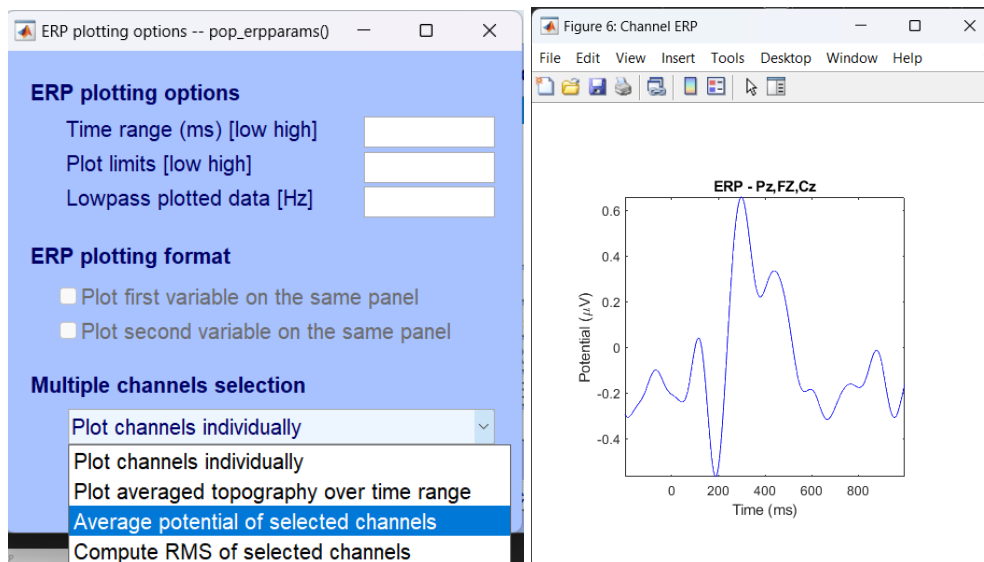 ERP plotting options -- pop_erpparams()
ERP plotting options
Time range (ms) [low high]
Plot limits [low high]
Lowpass plotted data [Hz]
ERP plotting format
Plot first variable on the same panel
Plot second variable on the same panel
Multiple channels selection
Plot channels individually
Plot channels individually
Plot averaged topography over time range
Average potential of selected channels
Compute RMS of selected channels
Figure 6: Channel ERP
File Edit View Insert Tools Desktop Window Help
ERP - Pz,FZ,Cz
0.6
0.4
0.2
0
-0.2
-0.4
Potential (μV)
0 200 400 600 800
Time (ms)